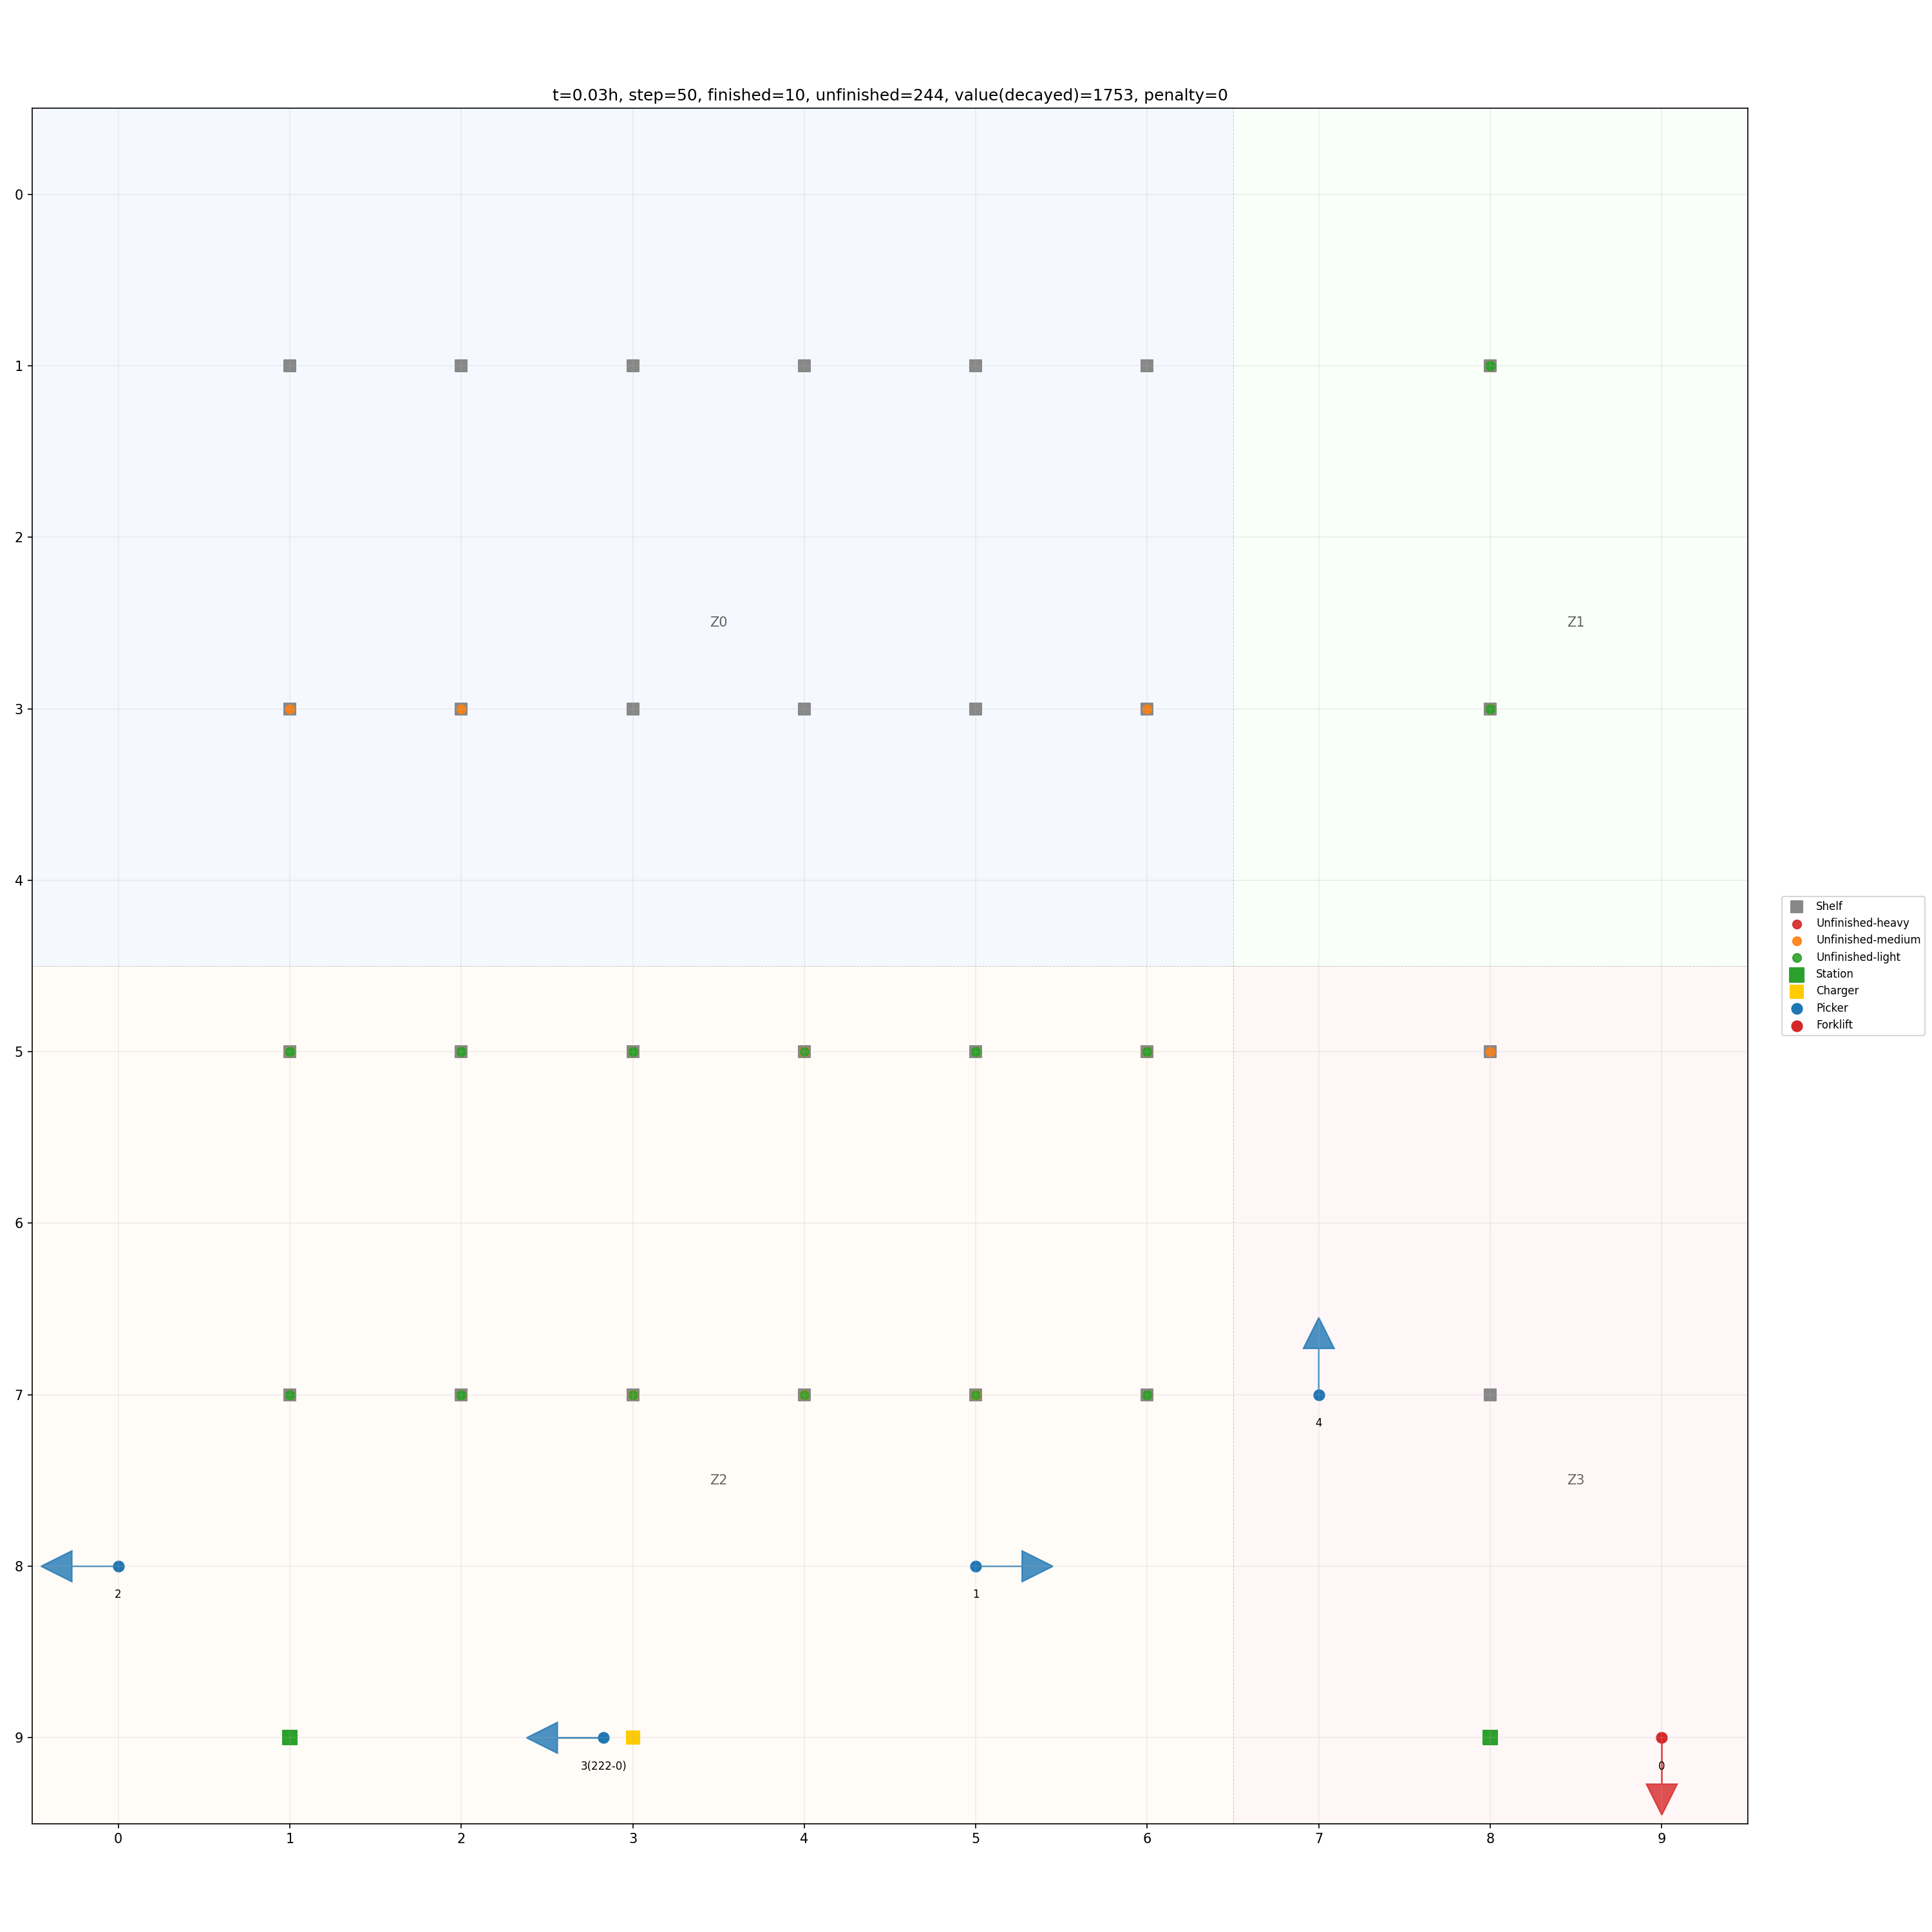 t=0.03h, step=50, finished=10, unfinished=244, value(decayed)=1753, penalty=0
0
1
2
Z0
Z1
3
4
Shelf
Unfinished-heavy
Unfinished-medium
Unfinished-light
Station
Charger
Picker
Forklift
5
6
7
4
Z2
Z3
8
2
1
9
3(222-0)
0
0 1 2 3 4 5 6 7 8 9